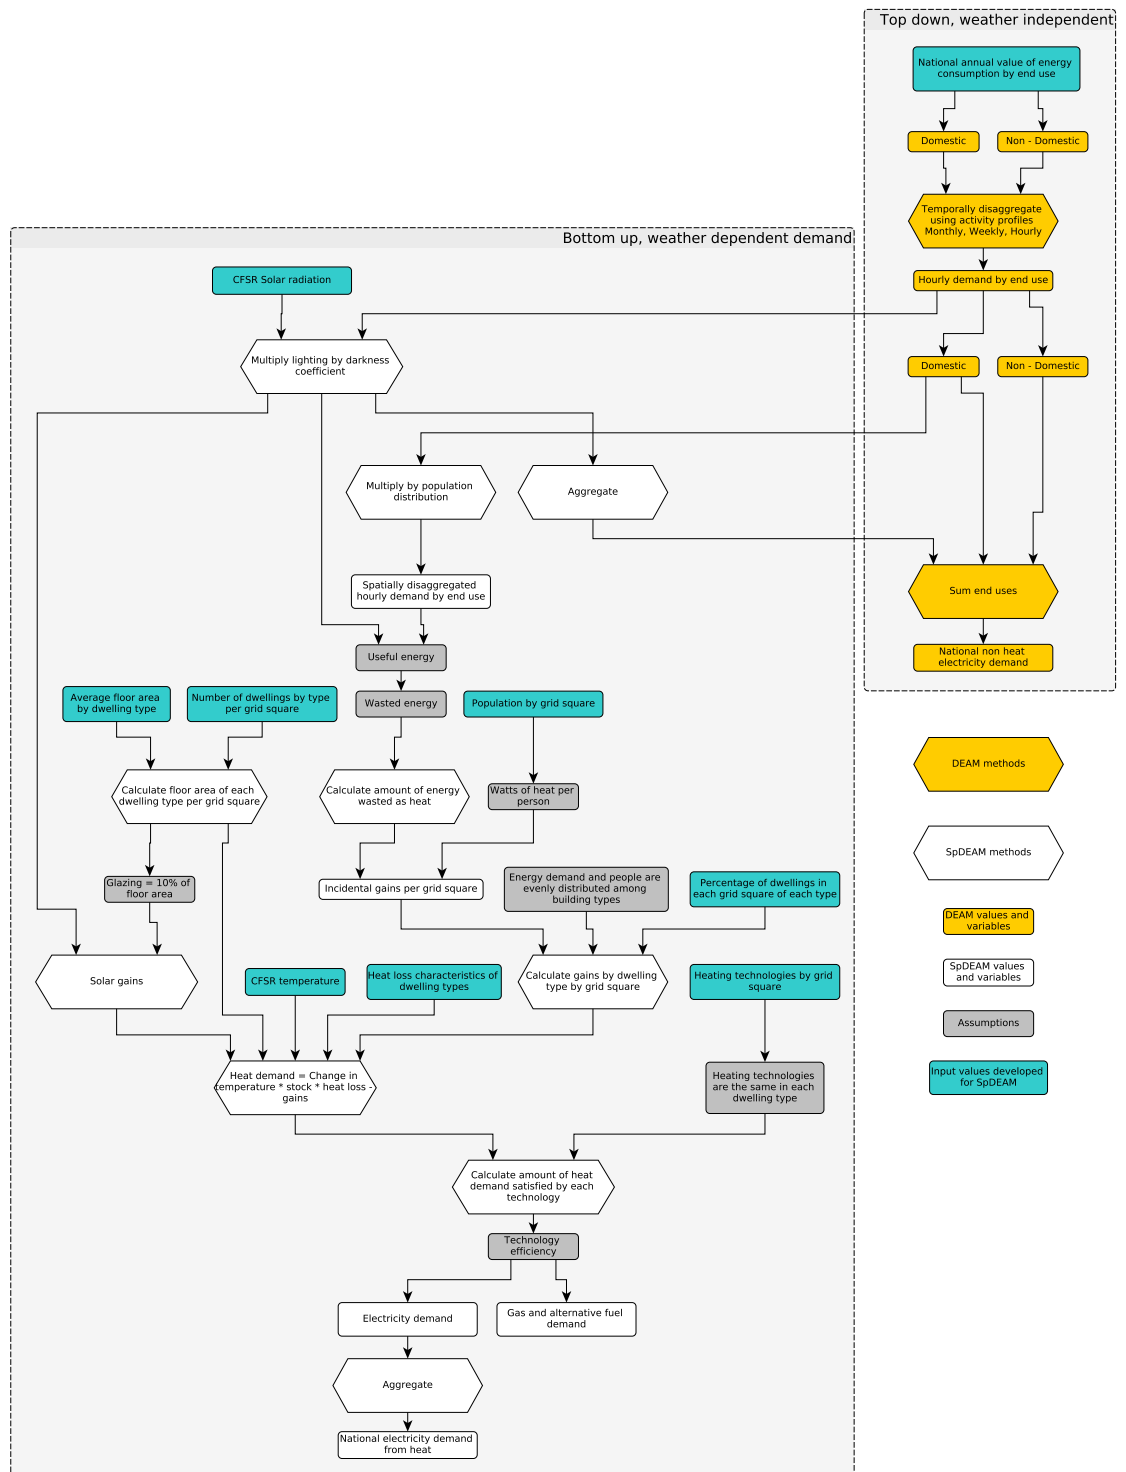 Top down, weather independent
National annual value of energy
consumption by end use
Domestic
Non - Domestic
Temporally disaggregate
using activity profiles
Monthly, Weekly, Hourly
Hourly demand by end use
Domestic
Non - Domestic
Sum end uses
National non heat
electricity demand
Bottom up, weather dependent demand
CFSR Solar radiation
Multiply lighting by darkness
coefficient
Multiply by population
distribution
Aggregate
Spatially disaggregated
hourly demand by end use
Useful energy
Wasted energy
Average floor area
by dwelling type
Number of dwellings by type
per grid square
Population by grid square
Calculate floor area of each
dwelling type per grid square
Calculate amount of energy
wasted as heat
Watts of heat per
person
Glazing = 10% of
floor area
Incidental gains per grid square
Energy demand and people are
evenly distributed among
building types
Percentage of dwellings in
each grid square of each type
Solar gains
CFSR temperature
Heat loss characteristics of
dwelling types
Calculate gains by dwelling
type by grid square
Heating technologies by grid
square
Heat demand = Change in
temperature * stock * heat loss -
gains
Heating technologies
are the same in each
dwelling type
Calculate amount of heat
demand satisfied by each
technology
Technology
efficiency
Electricity demand
Gas and alternative fuel
demand
Aggregate
National electricity demand
from heat
DEAM methods
SpDEAM methods
DEAM values and
variables
SpDEAM values
and variables
Assumptions
Input values developed
for SpDEAM